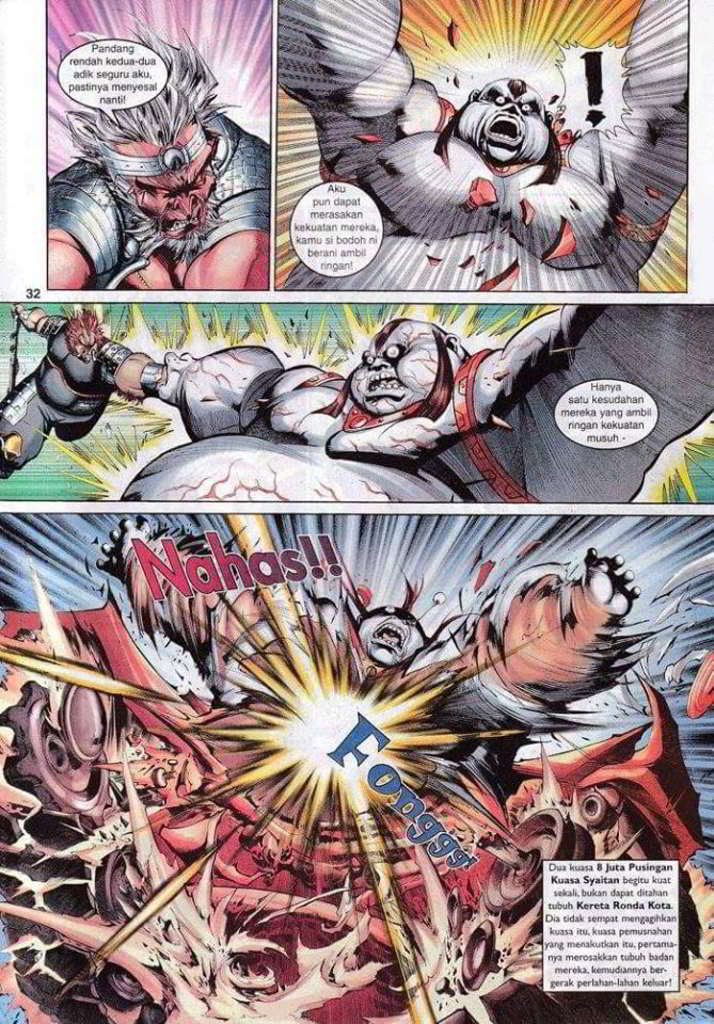 Pandang
rendah kedua-dua
adik seguru aku,
pastinya menyesal
nanti!
!
Aku
pun dapat
merasakan
kekuatan mereka,
kamu si bodoh ni
berani ambil
ringan!
32
Hanya
satu kesudahan
mereka yang ambil
ringan kekuatan
musuh -
Nahas!!
Fonggg
Dua kuasa 8 Juta Pusingan
Kuasa Syaitan begitu kuat
sekali, bukan dapat ditahan
tubuh Kereta Ronda Kota.
Dia tidak sempat mengagihkan
kuasa itu, kuasa pemusnahan
yang menakutkan itu, pertama-
nya merosakkan tubuh badan
mereka, kemudiannya ber-
gerak perlahan-lahan keluar!